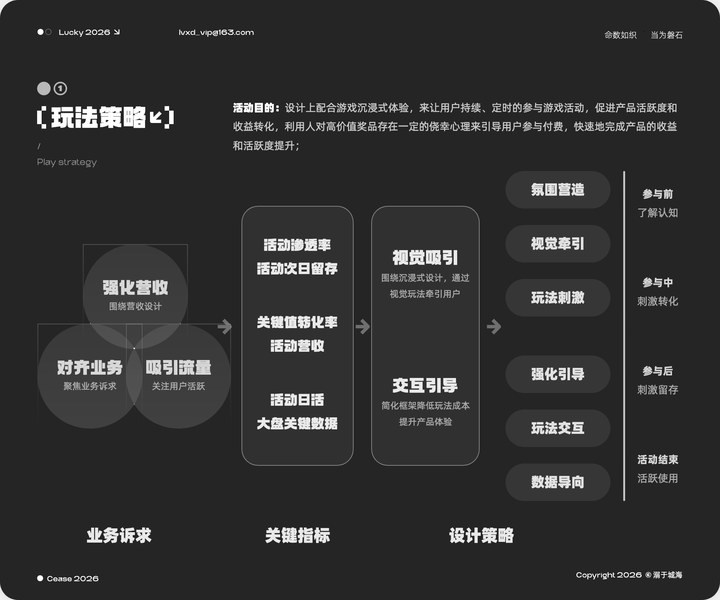 Lucky 2026
lvxd_vip@163.com
命数如织 当为磐石
1
玩法策略
/
Play strategy
活动目的：设计上配合游戏沉浸式体验，来让用户持续、定时的参与游戏活动，促进产品活跃度和
收益转化，利用人对高价值奖品存在一定的侥幸心理来引导用户参与付费，快速地完成产品的收益
和活跃度提升；
强化营收
围绕营收设计
对齐业务
聚焦业务诉求
吸引流量
关注用户活跃
业务诉求
活动渗透率
活动次日留存
关键值转化率
活动营收
活动日活
大盘关键数据
关键指标
视觉吸引
围绕沉浸式设计，通过
视觉玩法牵引用户
交互引导
简化框架降低玩法成本
提升产品体验
氛围营造
视觉牵引
玩法刺激
强化引导
玩法交互
数据导向
设计策略
参与前
了解认知
参与中
刺激转化
参与后
刺激留存
活动结束
活跃使用
Cease 2026
Copyright 2026 ©溺于城海